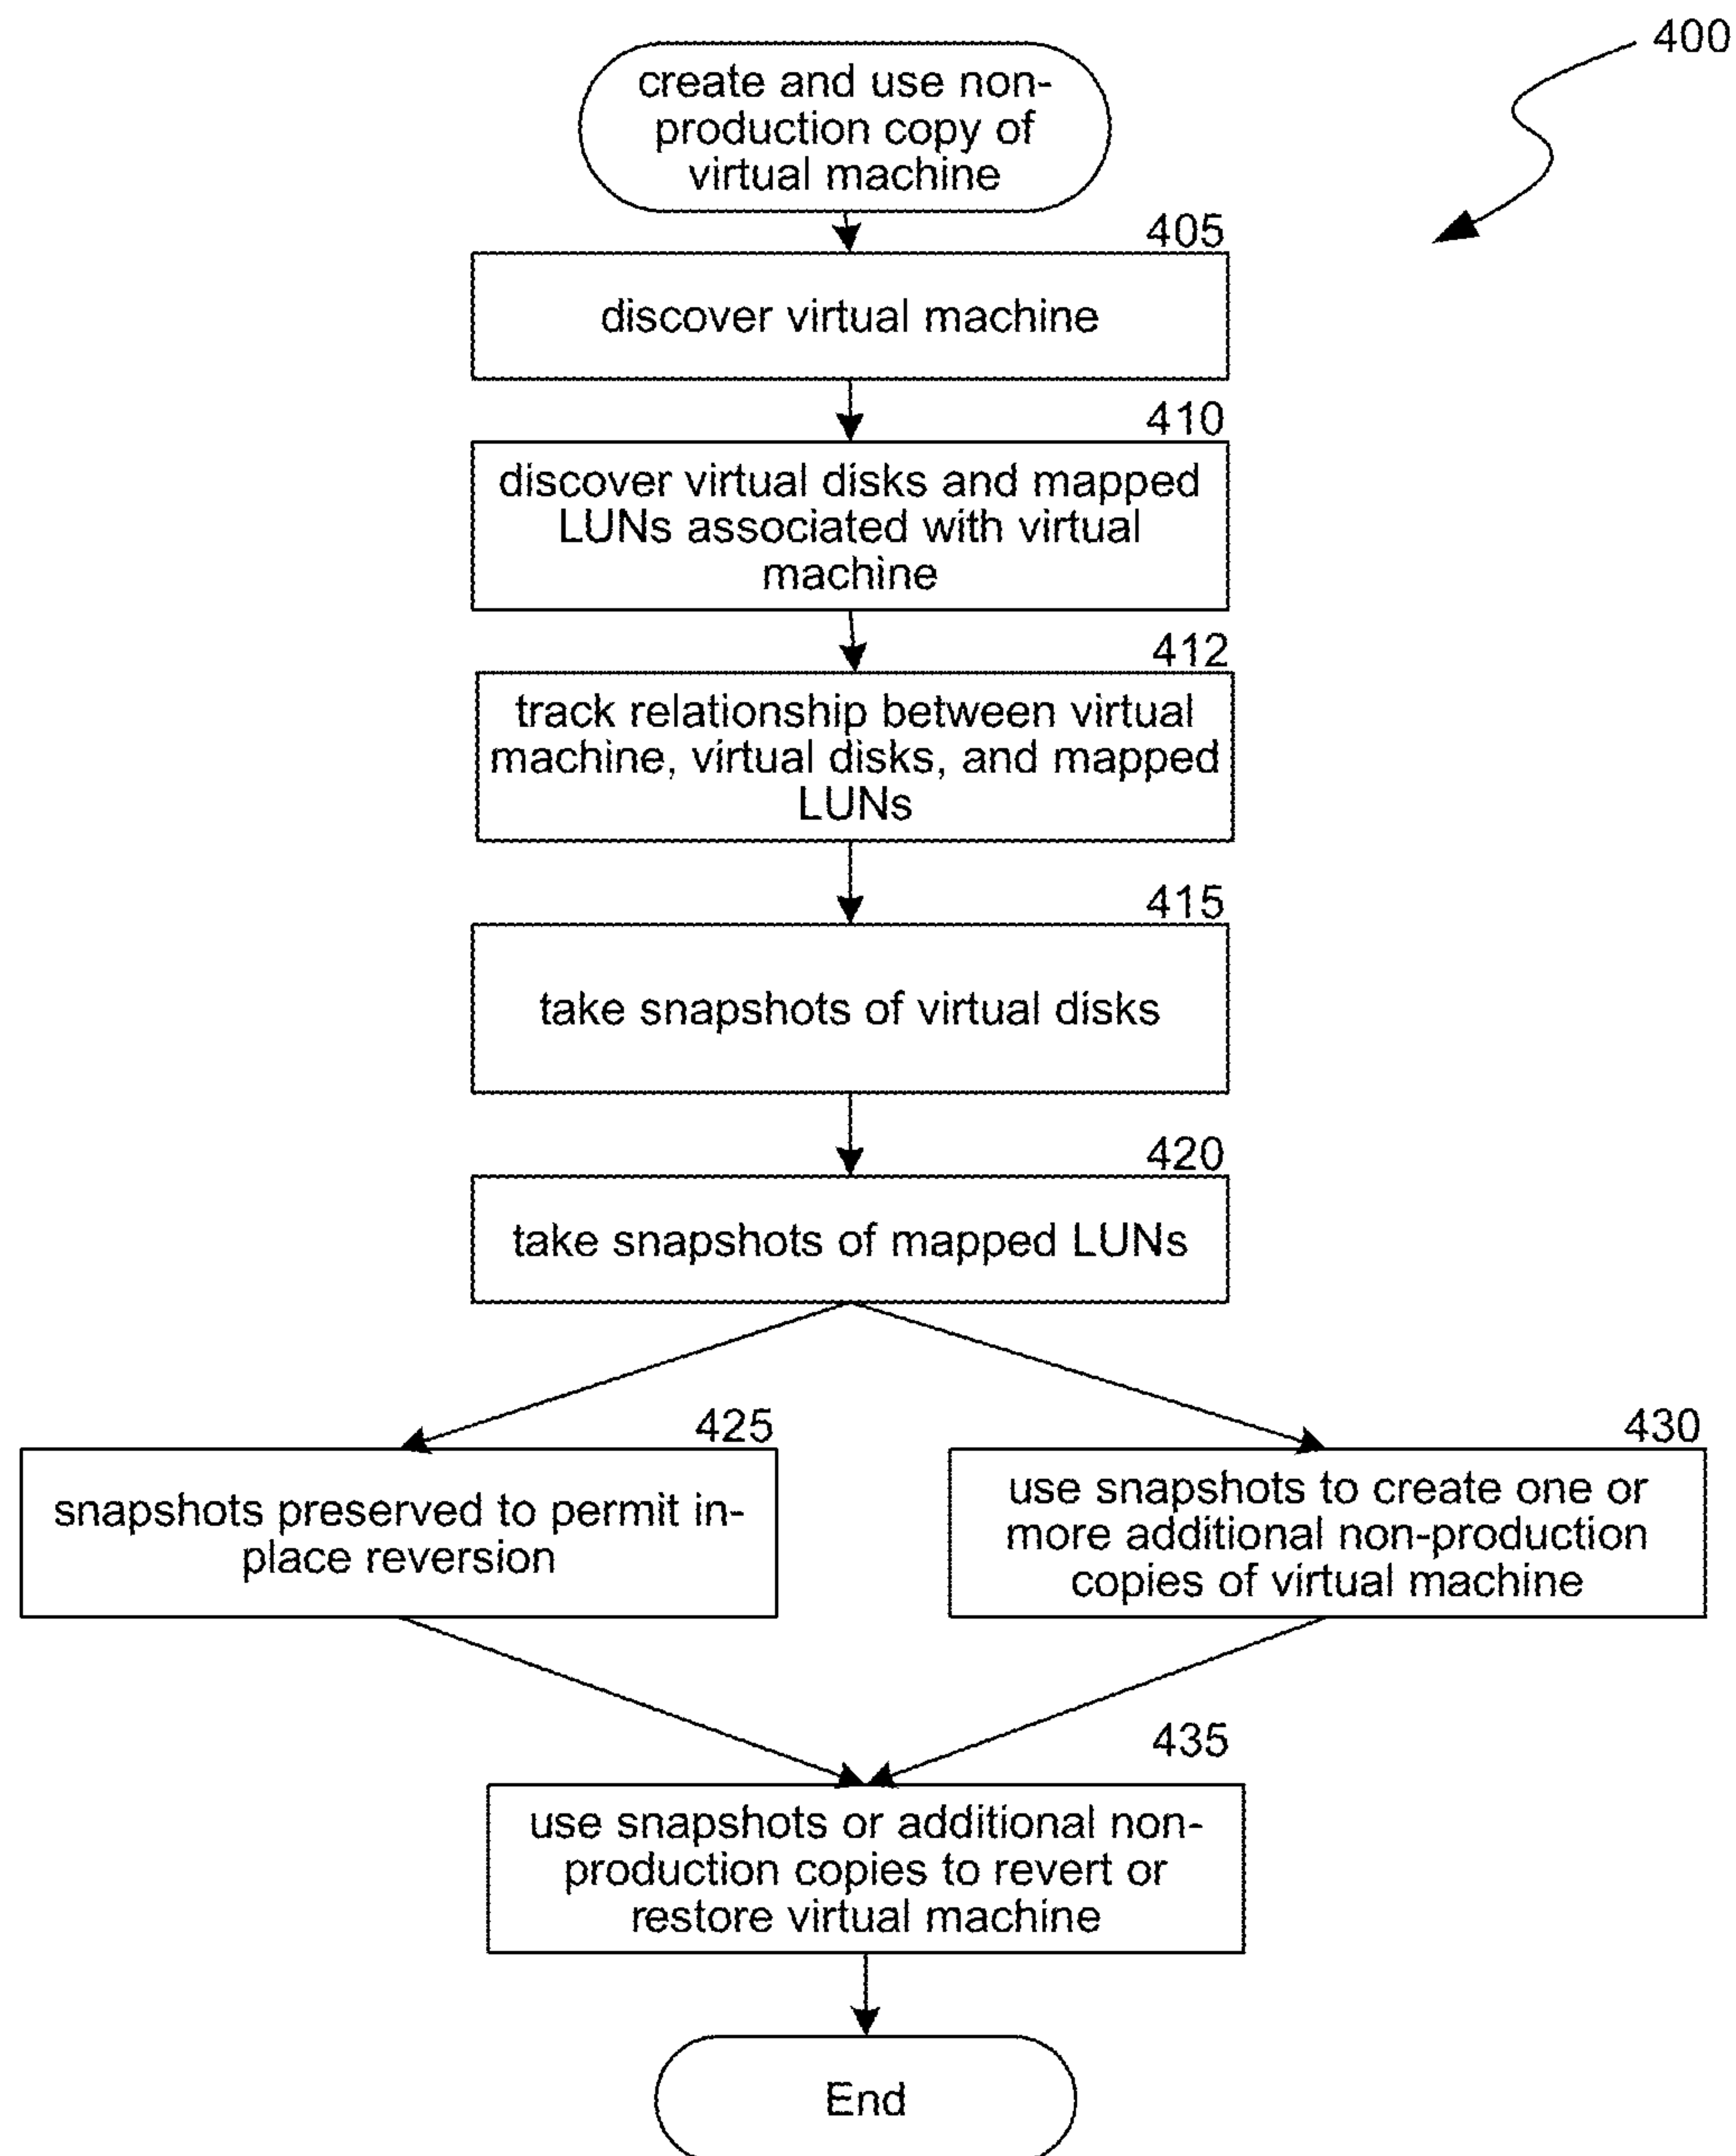 400
create and use non-
production copy of
virtual machine
405
discover virtual machine
410
discover virtual disks and mapped
LUNs associated with virtual
machine
412
track relationship between virtual
machine, virtual disks, and mapped
LUNs
415
take snapshots of virtual disks
420
take snapshots of mapped LUNs
425
snapshots preserved to permit in-
place reversion
430
use snapshots to create one or
more additional non-production
copies of virtual machine
435
use snapshots or additional non-
production copies to revert or
restore virtual machine
End